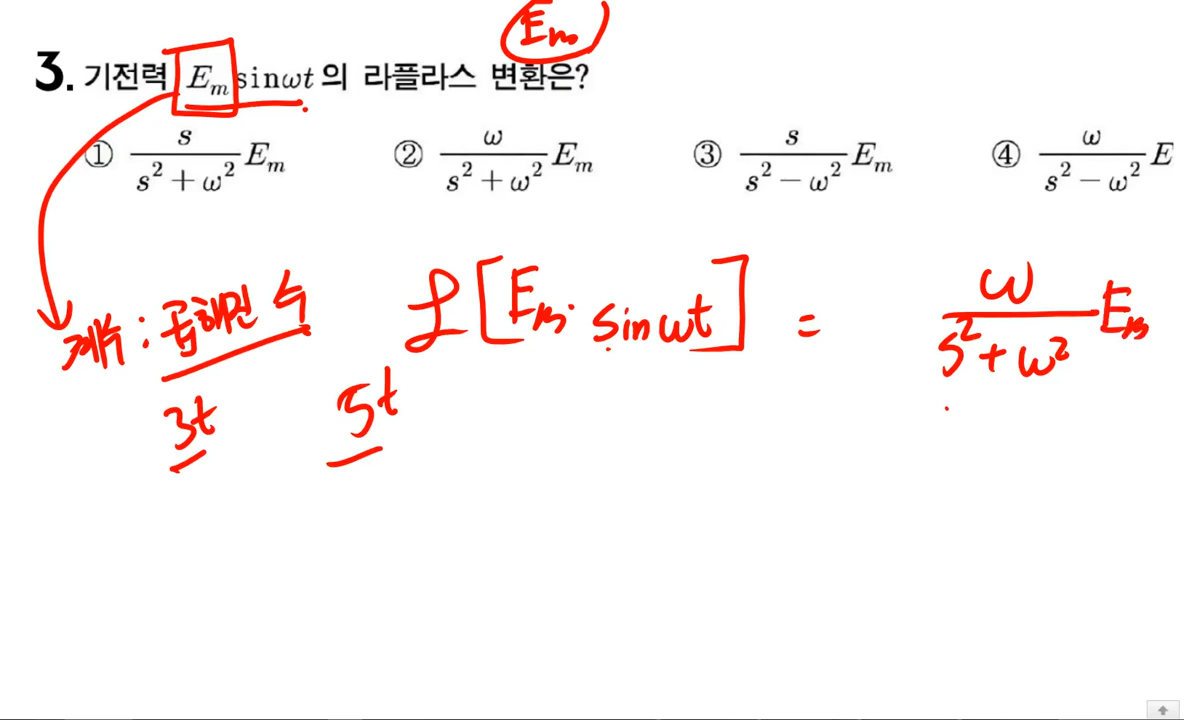 Em
3. 기전력 Eₘsinωt 의 라플라스 변환은?
① s/(s²+ω²) Eₘ ② ω/(s²+ω²) Eₘ ③ s/(s²−ω²) Eₘ ④ ω/(s²−ω²) E
계수 : 곱해진 수 ℒ[Em · sinωt] = ω/(s²+ω²) Em
3t 5t